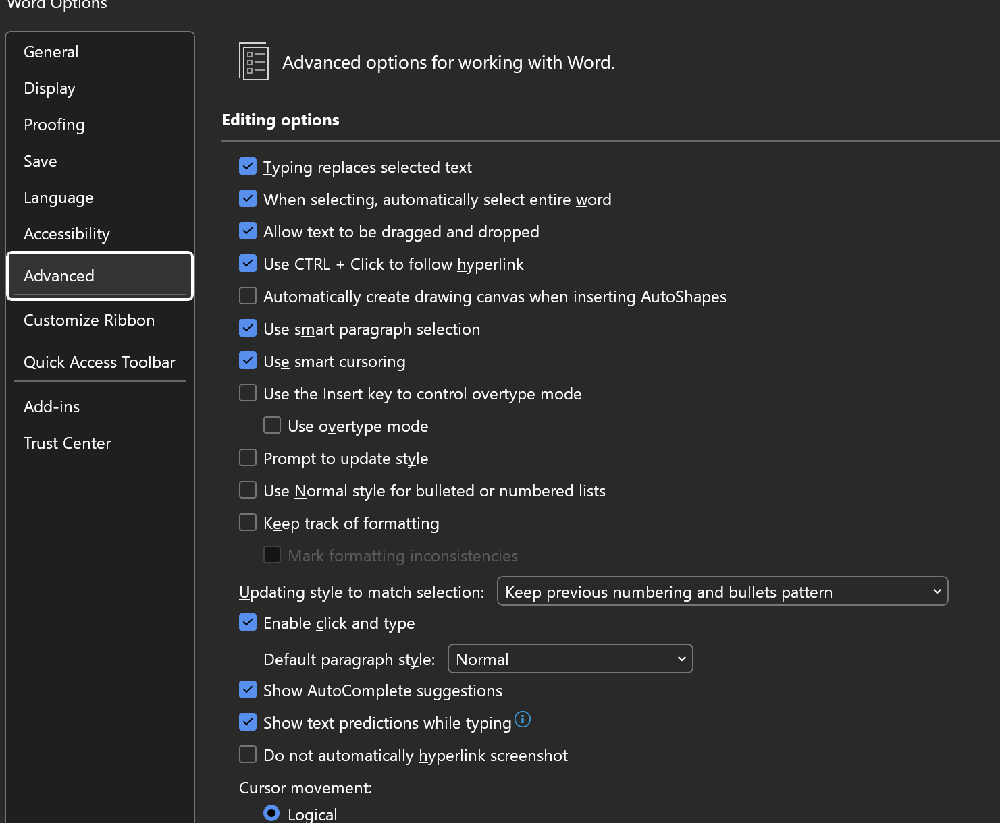 Word Options
General
Display
Proofing
Save
Language
Accessibility
Advanced
Customize Ribbon
Quick Access Toolbar
Add-ins
Trust Center
Advanced options for working with Word.
Editing options
Typing replaces selected text
When selecting, automatically select entire word
Allow text to be dragged and dropped
Use CTRL + Click to follow hyperlink
Automatically create drawing canvas when inserting AutoShapes
Use smart paragraph selection
Use smart cursoring
Use the Insert key to control overtype mode
Use overtype mode
Prompt to update style
Use Normal style for bulleted or numbered lists
Keep track of formatting
Mark formatting inconsistencies
Updating style to match selection: Keep previous numbering and bullets pattern
Enable click and type
Default paragraph style: Normal
Show AutoComplete suggestions
Show text predictions while typing
Do not automatically hyperlink screenshot
Cursor movement:
Logical